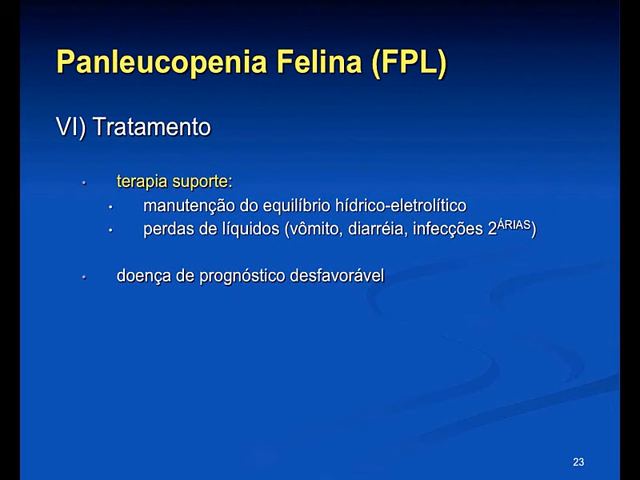 Panleucopenia Felina (FPL)
VI) Tratamento
• terapia suporte:
• manutenção do equilíbrio hídrico-eletrolítico
• perdas de líquidos (vômito, diarréia, infecções 2ÁRIAS)
• doença de prognóstico desfavorável
23